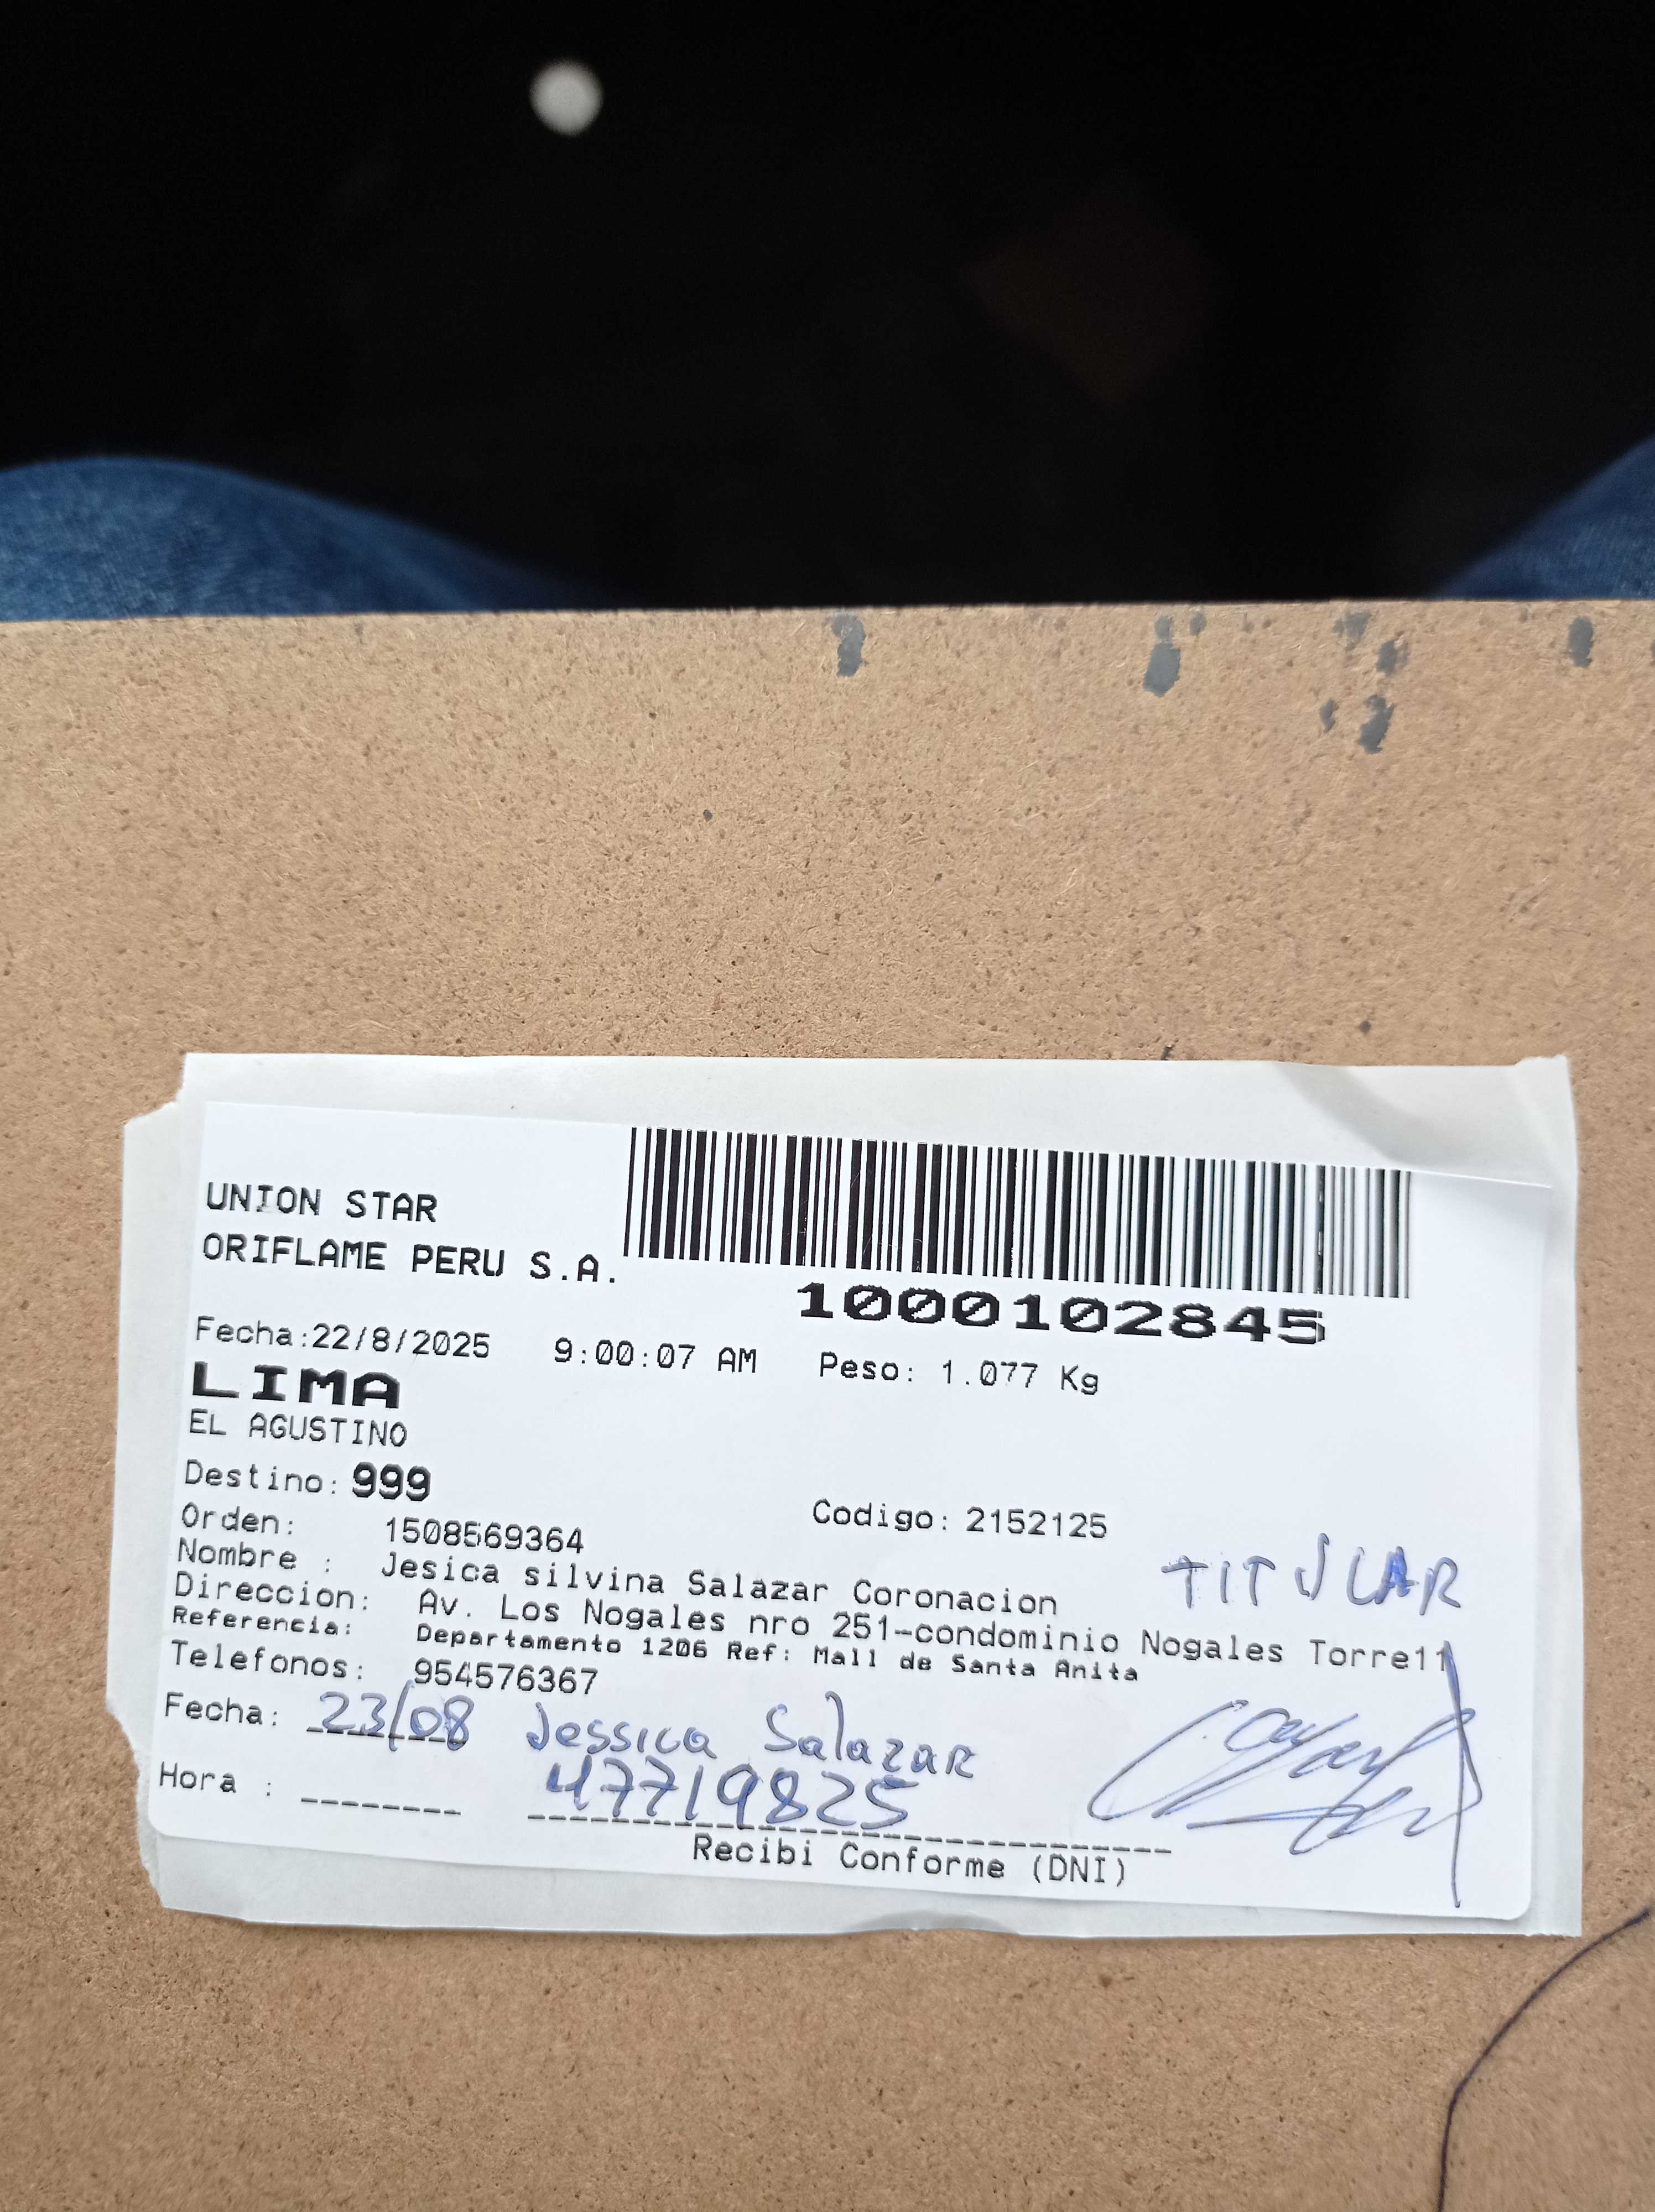 UNION STAR
ORIFLAME PERU S.A.
1000102845
Fecha:22/8/2025 9:00:07 AM Peso: 1.077 Kg
LIMA
EL AGUSTINO
Destino: 999
Orden: 1508569364 Codigo: 2152125
Nombre : Jesica silvina Salazar Coronacion TITULAR
Direccion: Av. Los Nogales nro 251-condominio Nogales Torre11
Referencia: Departamento 1206 Ref: Mall de Santa Anita
Telefonos: 954576367
Fecha: 23/08 Jessica Salazar
Hora : 47719825
Recibi Conforme (DNI)